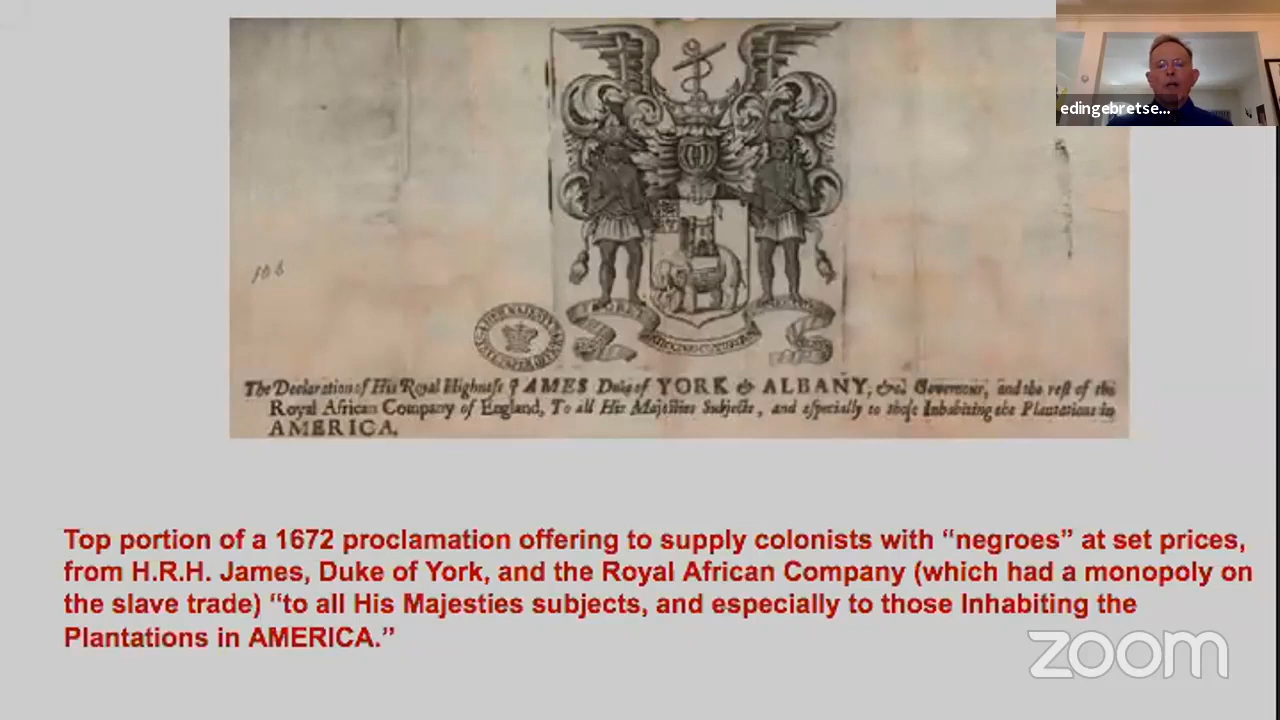 edingebretse...
106
The Declaration of His Royal Highnesse JAMES Duke of YORK & ALBANY, &c. Governour, and the rest of the
Royal African Company of England, To all His Majesties Subjects, and especially to those Inhabiting the Plantations in
AMERICA.
Top portion of a 1672 proclamation offering to supply colonists with “negroes” at set prices,
from H.R.H. James, Duke of York, and the Royal African Company (which had a monopoly on
the slave trade) “to all His Majesties subjects, and especially to those Inhabiting the
Plantations in AMERICA.”
zoom